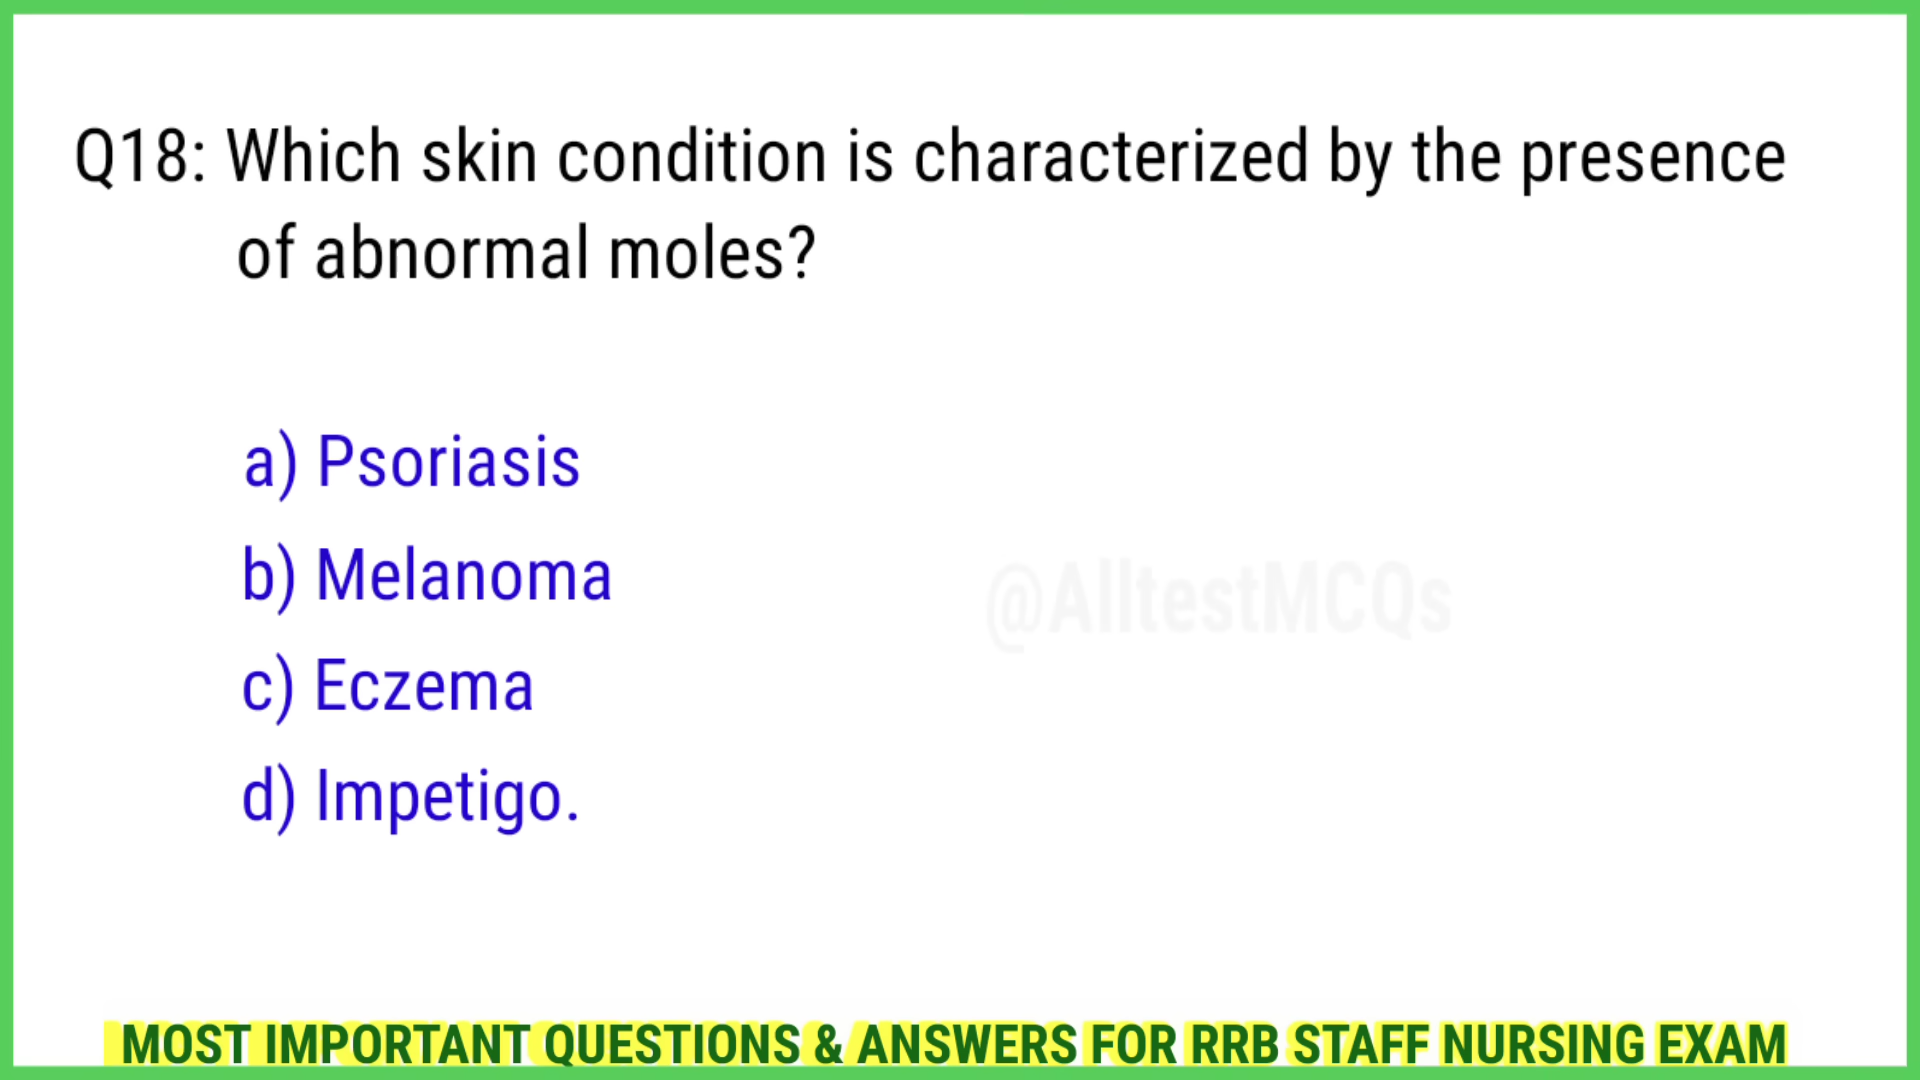 Q18: Which skin condition is characterized by the presence
of abnormal moles?
a) Psoriasis
b) Melanoma
@AlltestMCQs
c) Eczema
d) Impetigo.
MOST IMPORTANT QUESTIONS & ANSWERS FOR RRB STAFF NURSING EXAM